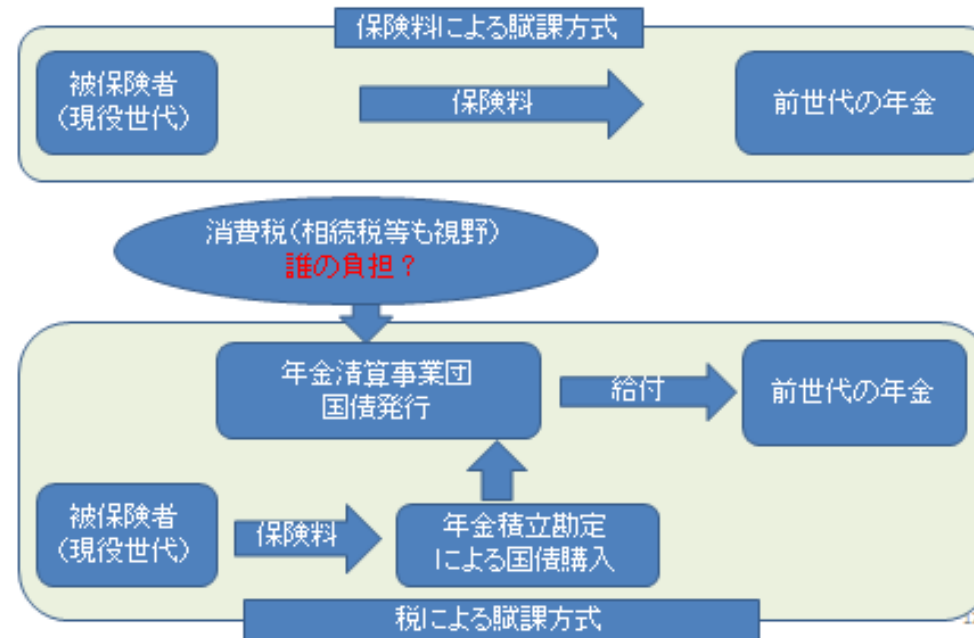 保険料による賦課方式
被保険者
(現役世代)
保険料
前世代の年金
消費税(相続税等も視野)
誰の負担？
年金清算事業団
国債発行
給付
前世代の年金
被保険者
(現役世代)
保険料
年金積立勘定
による国債購入
税による賦課方式